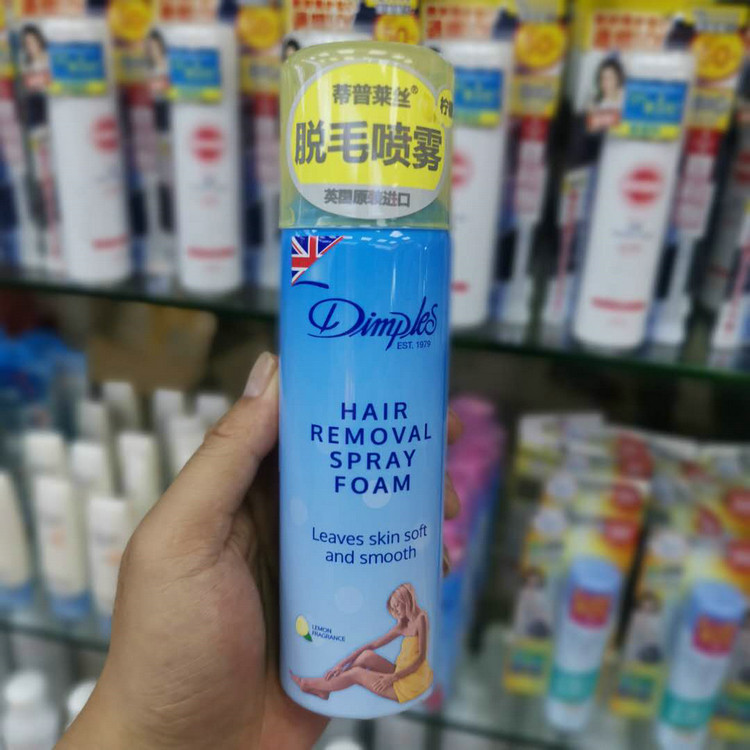 蒂普莱丝®
柠
脱毛喷雾
英国原装进口
Dimples
EST. 1979
HAIR
REMOVAL
SPRAY
FOAM
Leaves skin soft
and smooth
LEMON
FRAGRANCE